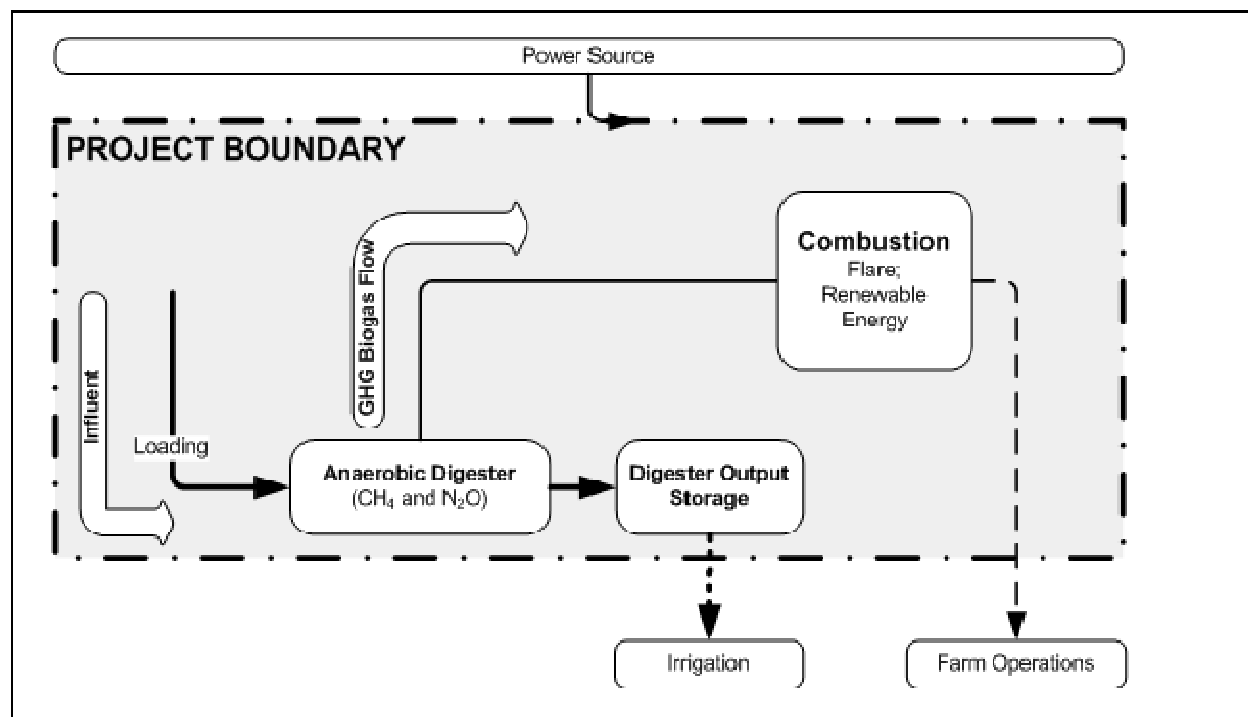 Power Source
PROJECT BOUNDARY
Combustion
Flare;
Renewable
Energy
GHG Biogas Flow
Influent
Loading
Anaerobic Digester
(CH₄ and N₂O)
Digester Output
Storage
Irrigation
Farm Operations